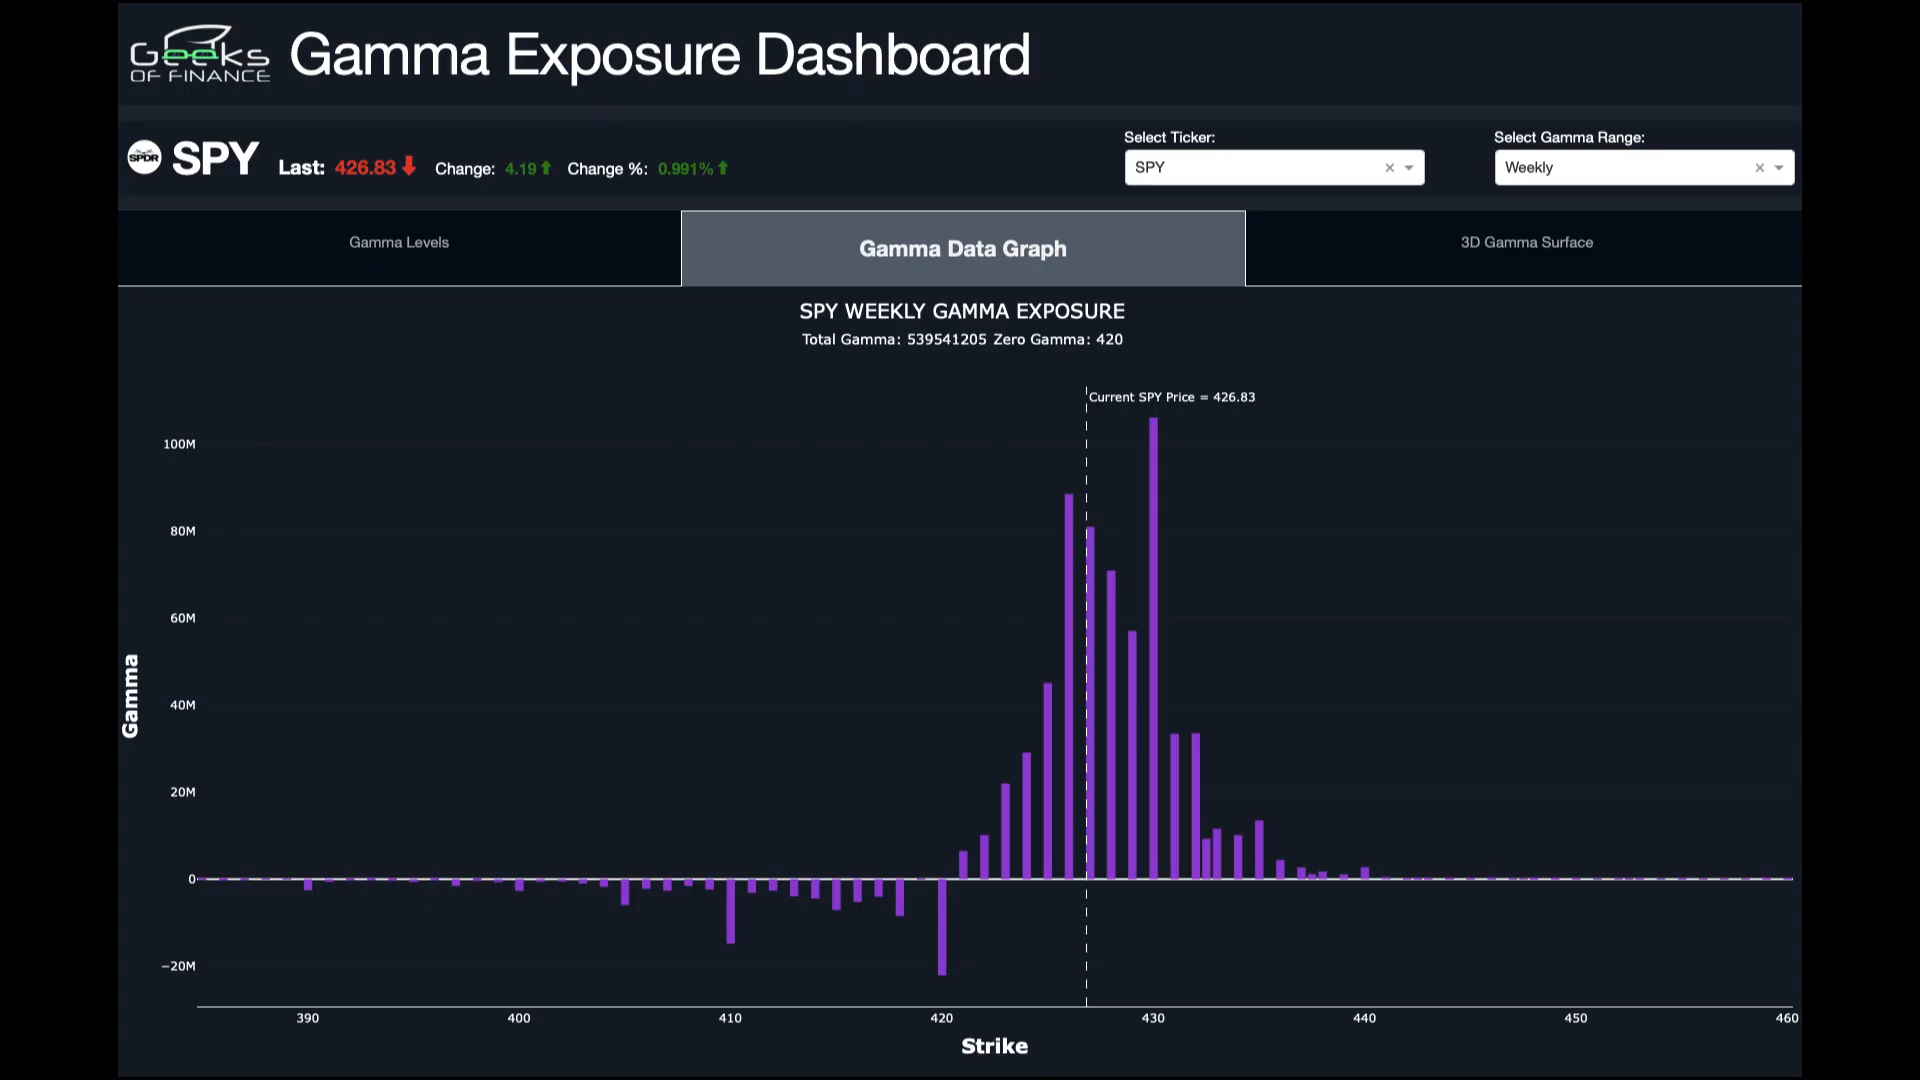 Geeks
OF FINANCE
Gamma Exposure Dashboard
SPDR
SPY
Last: 426.83
Change: 4.19
Change %: 0.991%
Select Ticker:
SPY
Select Gamma Range:
Weekly
Gamma Levels
Gamma Data Graph
3D Gamma Surface
SPY WEEKLY GAMMA EXPOSURE
Total Gamma: 539541205 Zero Gamma: 420
Current SPY Price = 426.83
100M
80M
60M
40M
20M
0
−20M
Gamma
390
400
410
420
430
440
450
460
Strike